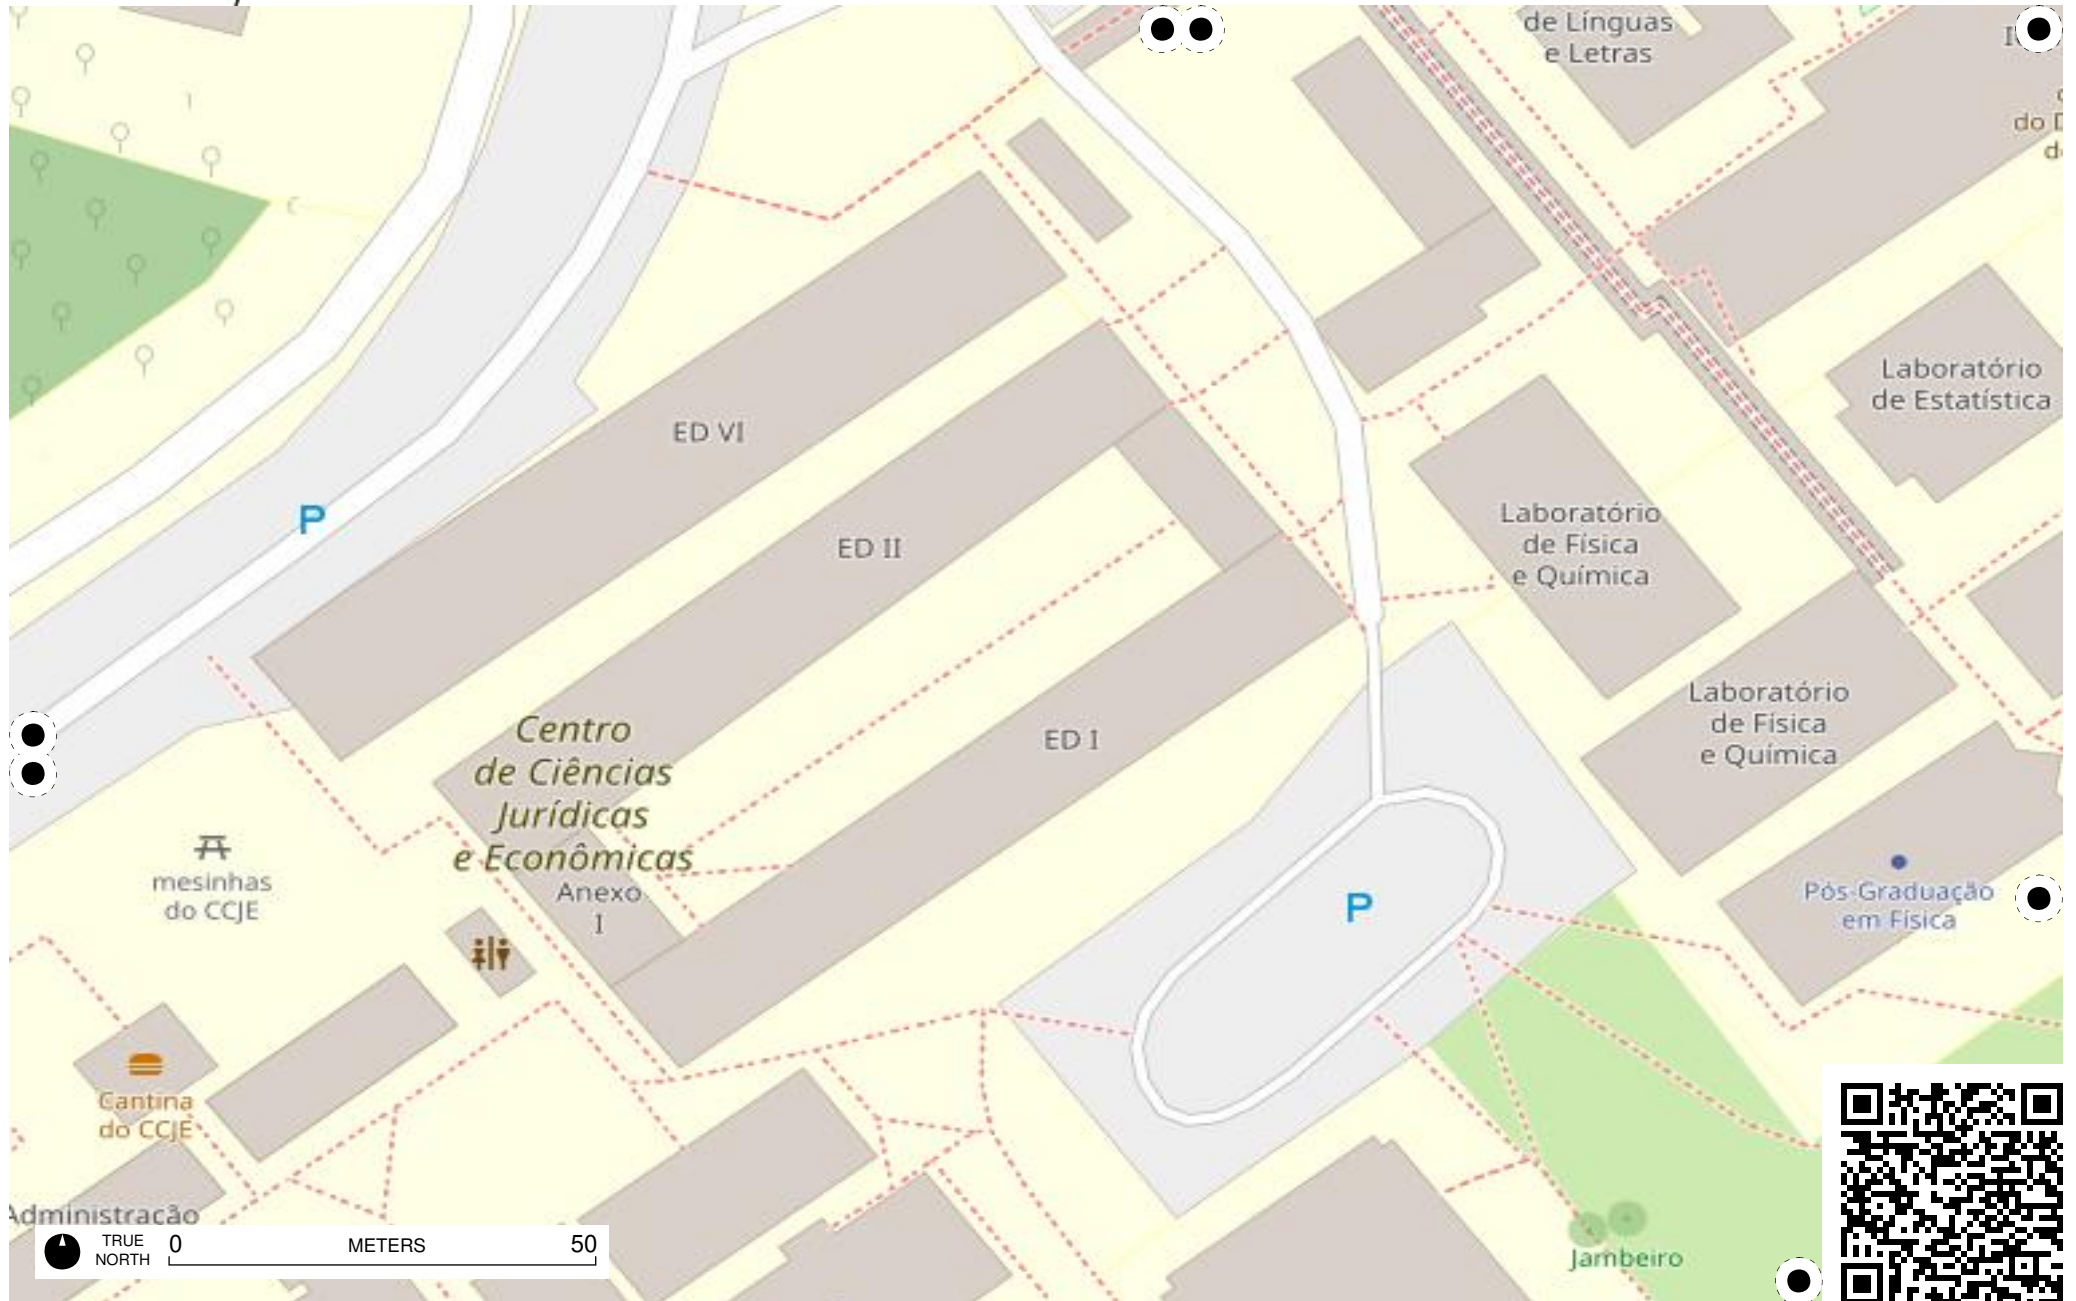 de Línguas
e Letras
do D
Laboratório
de Estatística
ED VI
P
ED II
Laboratório
de Física
e Química
Centro
de Ciências
Jurídicas
e Econômicas
ED I
Laboratório
de Física
e Química
mesinhas
do CCJE
Anexo
I
P
Pós-Graduação
em Física
Cantina
do CCJE
Administração
Jambeiro
TRUE
NORTH
0 METERS 50